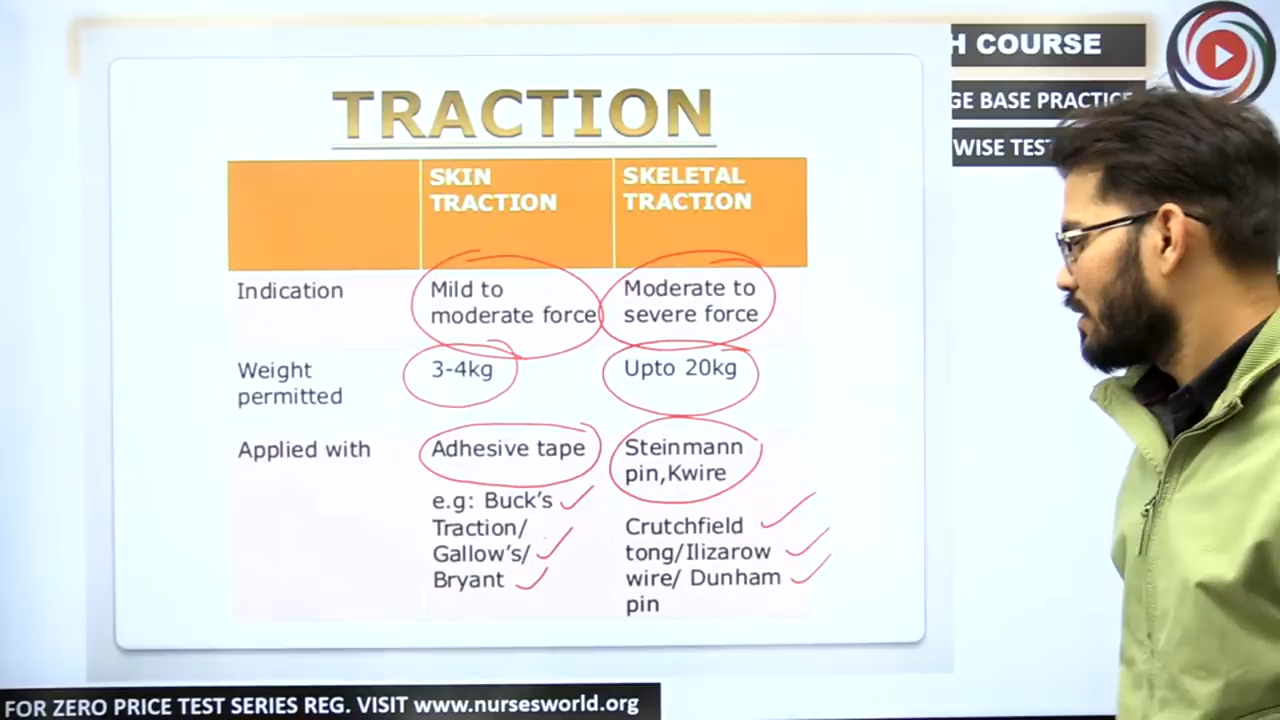 H COURSE
GE BASE PRACTICE
WISE TEST
TRACTION
SKIN
TRACTION
SKELETAL
TRACTION
Indication
Mild to
moderate force
Moderate to
severe force
Weight
permitted
3-4kg
Upto 20kg
Applied with
Adhesive tape
e.g: Buck's
Traction/
Gallow's/
Bryant
Steinmann
pin,Kwire
Crutchfield
tong/Ilizarow
wire/ Dunham
pin
FOR ZERO PRICE TEST SERIES REG. VISIT www.nursesworld.org